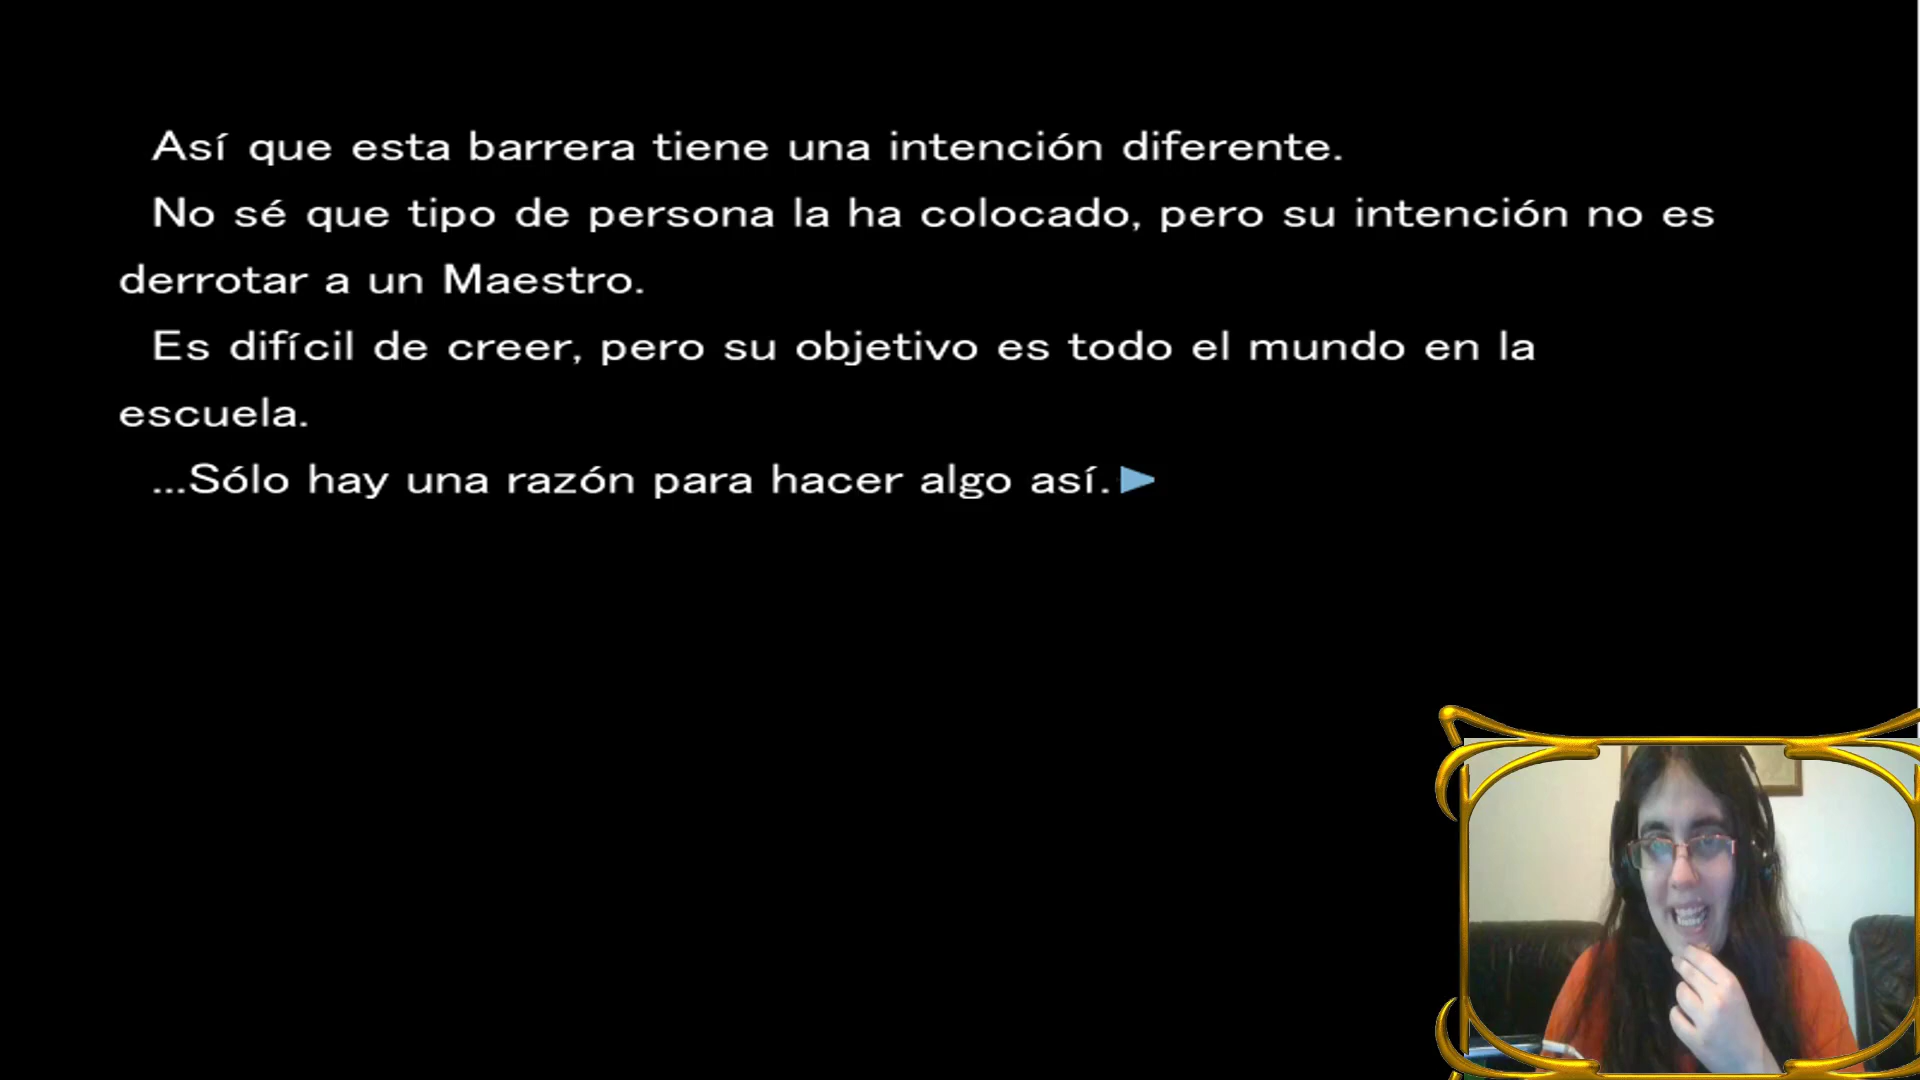 Así que esta barrera tiene una intención diferente.
No sé que tipo de persona la ha colocado, pero su intención no es
derrotar a un Maestro.
Es difícil de creer, pero su objetivo es todo el mundo en la
escuela.
...Sólo hay una razón para hacer algo así.